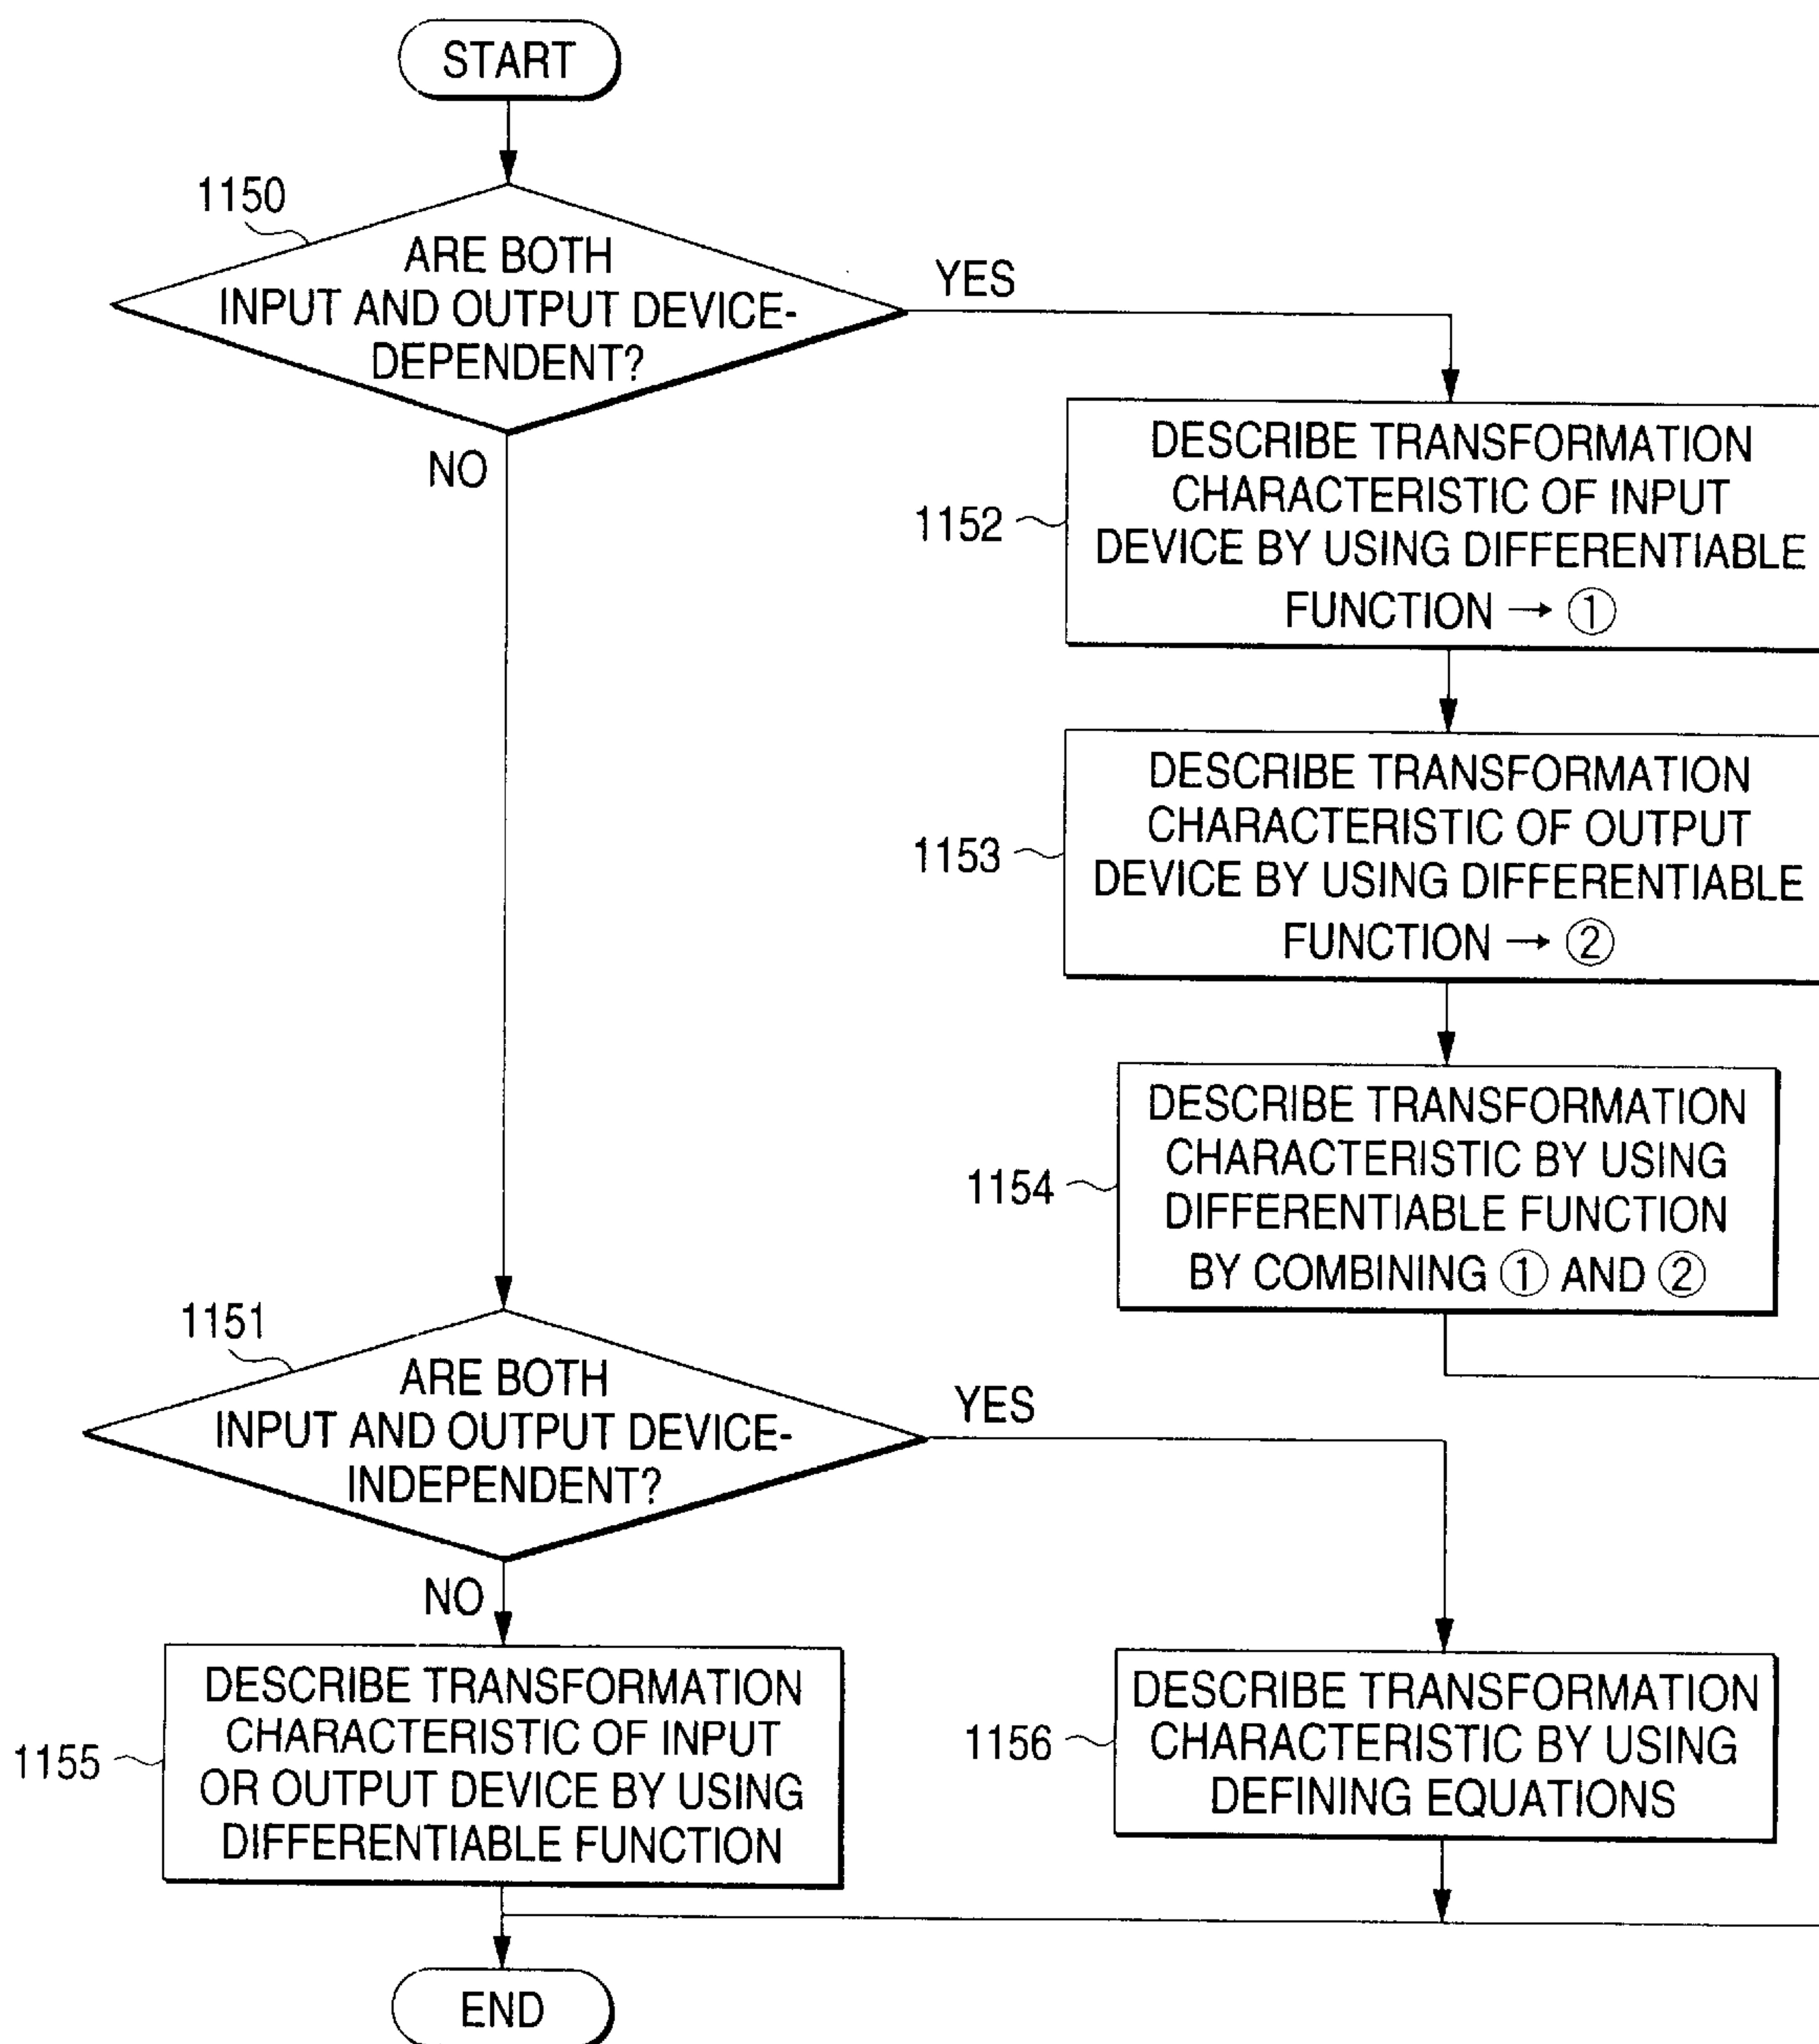 START
1150
ARE BOTH
INPUT AND OUTPUT DEVICE-
DEPENDENT?
YES
NO
1152
DESCRIBE TRANSFORMATION
CHARACTERISTIC OF INPUT
DEVICE BY USING DIFFERENTIABLE
FUNCTION → ①
1153
DESCRIBE TRANSFORMATION
CHARACTERISTIC OF OUTPUT
DEVICE BY USING DIFFERENTIABLE
FUNCTION → ②
1154
DESCRIBE TRANSFORMATION
CHARACTERISTIC BY USING
DIFFERENTIABLE FUNCTION
BY COMBINING ① AND ②
1151
ARE BOTH
INPUT AND OUTPUT DEVICE-
INDEPENDENT?
YES
NO
1155
DESCRIBE TRANSFORMATION
CHARACTERISTIC OF INPUT
OR OUTPUT DEVICE BY USING
DIFFERENTIABLE FUNCTION
1156
DESCRIBE TRANSFORMATION
CHARACTERISTIC BY USING
DEFINING EQUATIONS
END